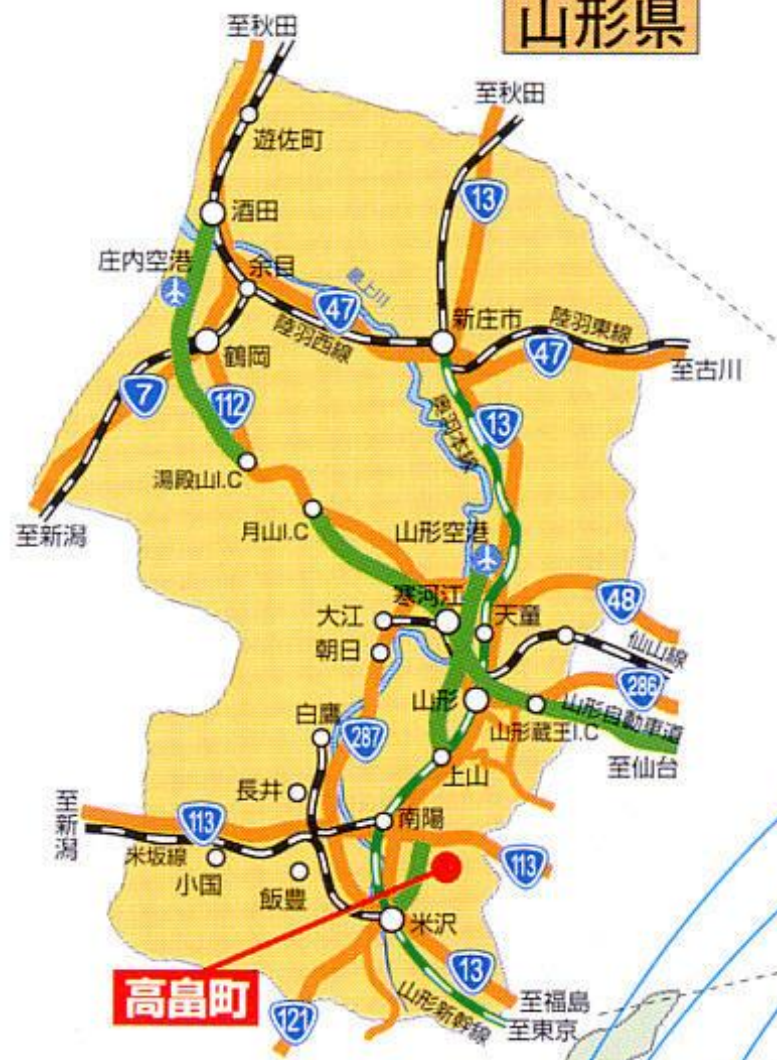 山形県
至秋田
至秋田
遊佐町
13
酒田
庄内空港
余目
最上川
47
新庄市
陸羽東線
陸羽西線
47
至古川
鶴岡
7
112
奥羽本線
13
湯殿山I.C
月山I.C
山形空港
至新潟
寒河江
48
大江
天童
仙山線
朝日
286
山形
山形自動車道
白鷹
山形蔵王I.C
287
至仙台
上山
長井
至新潟
113
南陽
米坂線
113
小国
飯豊
米沢
高畠町
13
山形新幹線
至福島
121
至東京